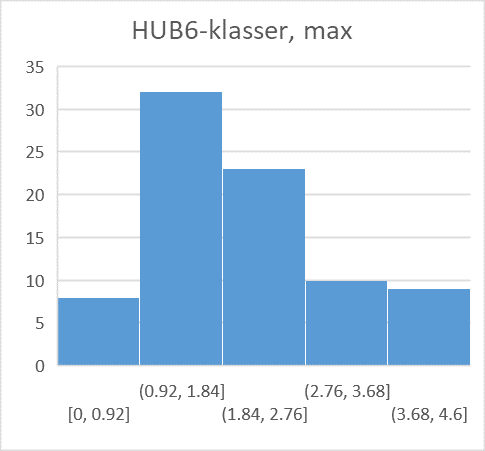 HUB6-klasser, max
35
30
25
20
15
10
5
0
(0.92, 1.84] (2.76, 3.68]
[0, 0.92] (1.84, 2.76] (3.68, 4.6]